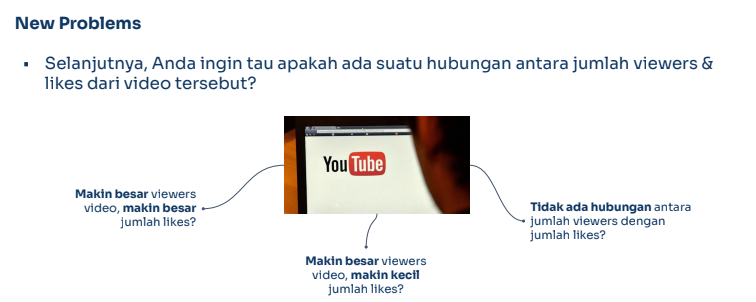 New Problems
▪ Selanjutnya, Anda ingin tau apakah ada suatu hubungan antara jumlah viewers &
likes dari video tersebut?
YouTube
Makin besar viewers
video, makin besar
jumlah likes?
Makin besar viewers
video, makin kecil
jumlah likes?
Tidak ada hubungan antara
jumlah viewers dengan
jumlah likes?